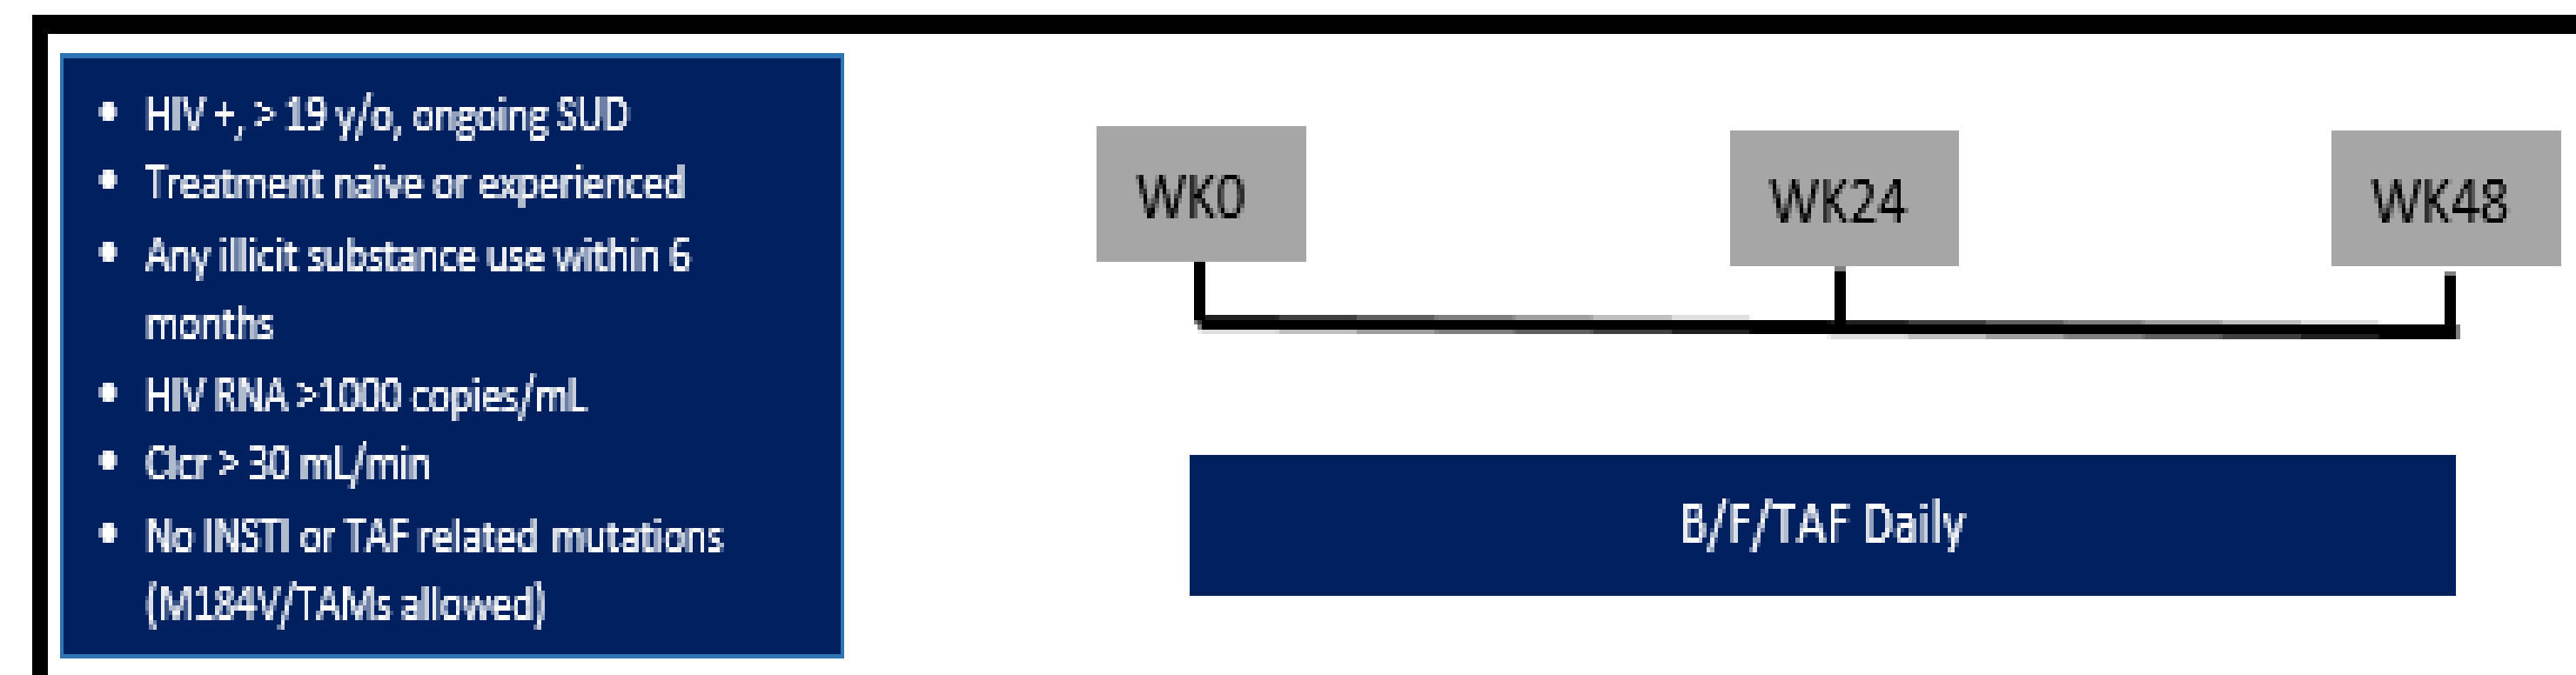 • HIV +, > 19 y/o, ongoing SUD
• Treatment naïve or experienced
• Any illicit substance use within 6
months
• HIV RNA >1000 copies/mL
• Clcr > 30 mL/min
• No INSTI or TAF related mutations
(M184V/TAMs allowed)
WK0
WK24
WK48
B/F/TAF Daily